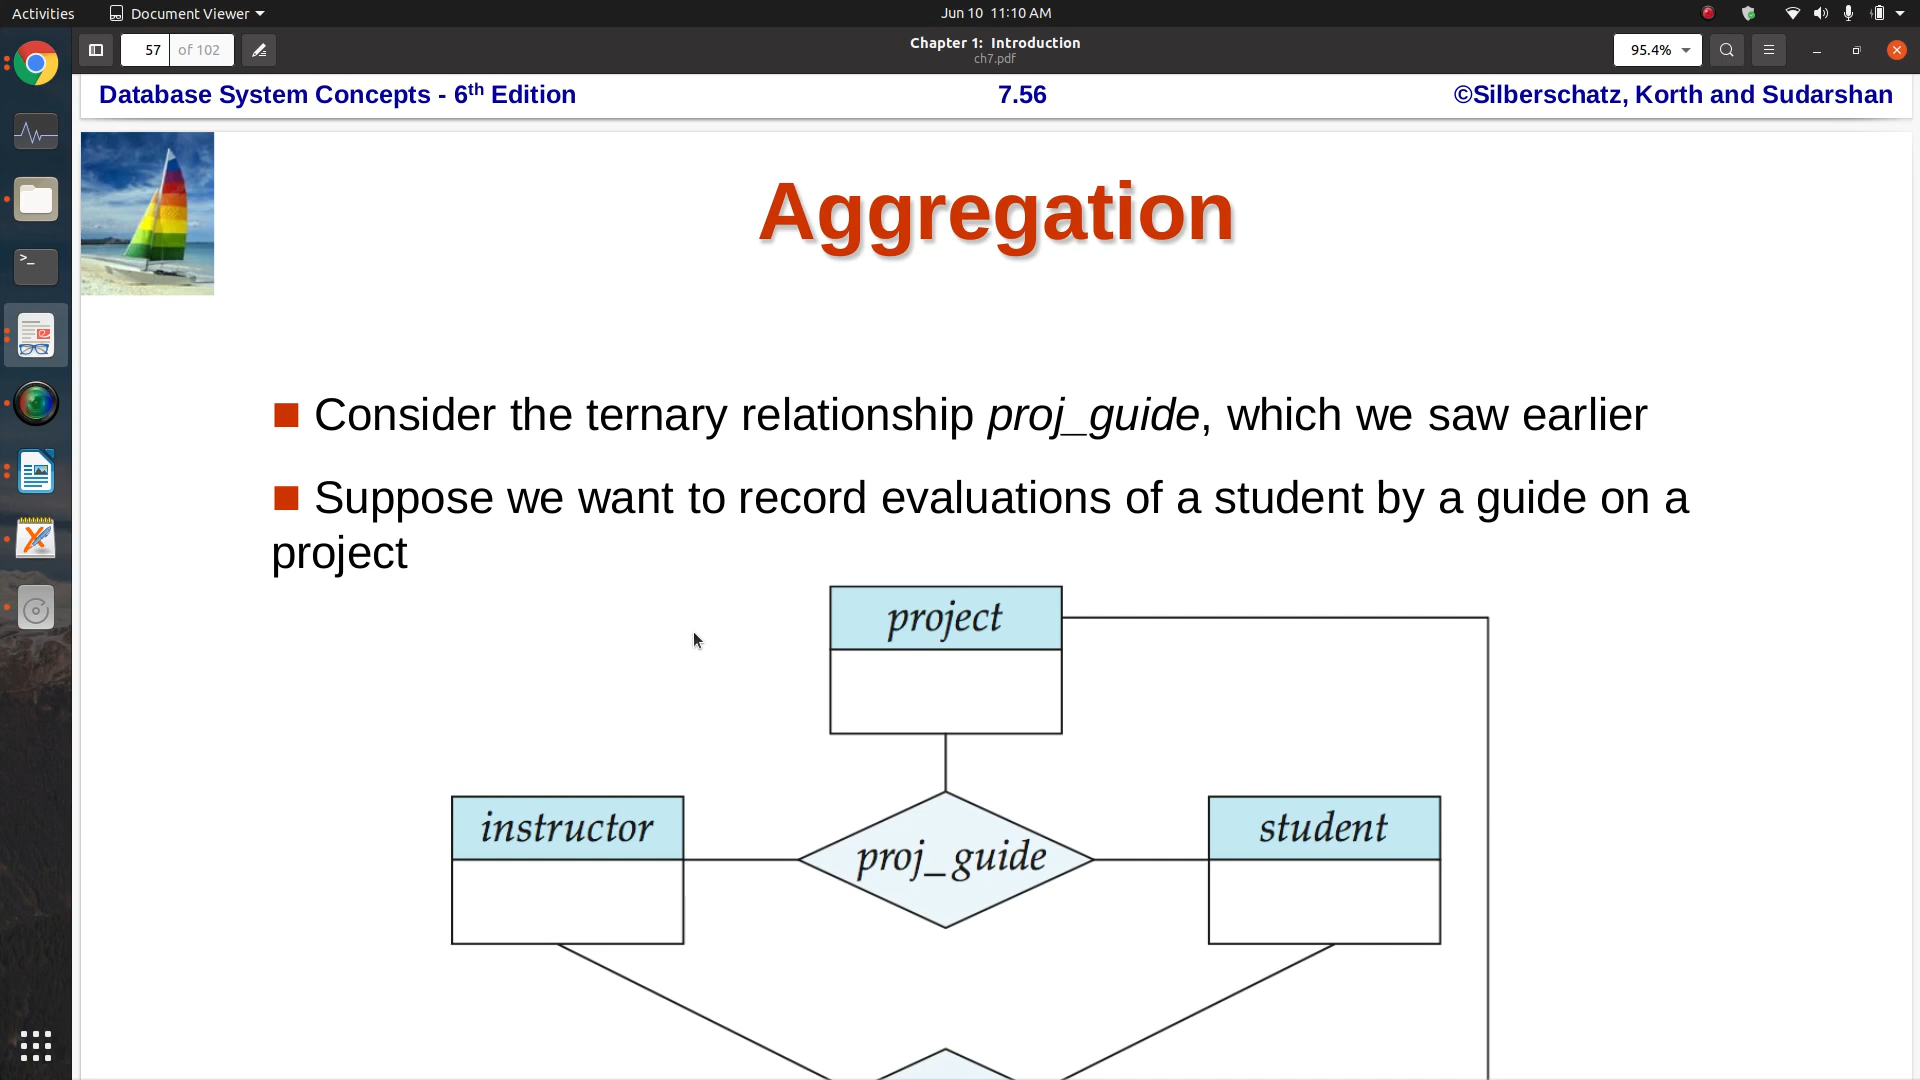 Activities
Document Viewer
Jun 10 11:10 AM
57
of 102
Chapter 1: Introduction
ch7.pdf
95.4%
Database System Concepts - 6th Edition
7.56
©Silberschatz, Korth and Sudarshan
Aggregation
Consider the ternary relationship proj_guide, which we saw earlier
Suppose we want to record evaluations of a student by a guide on a
project
project
instructor
proj_guide
student